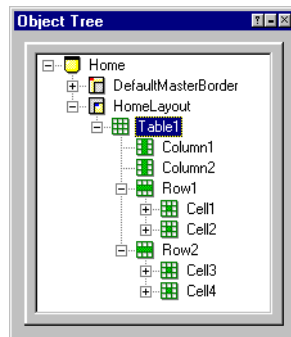 Object Tree
Home
DefaultMasterBorder
HomeLayout
Table1
Column1
Column2
Row1
Cell1
Cell2
Row2
Cell3
Cell4